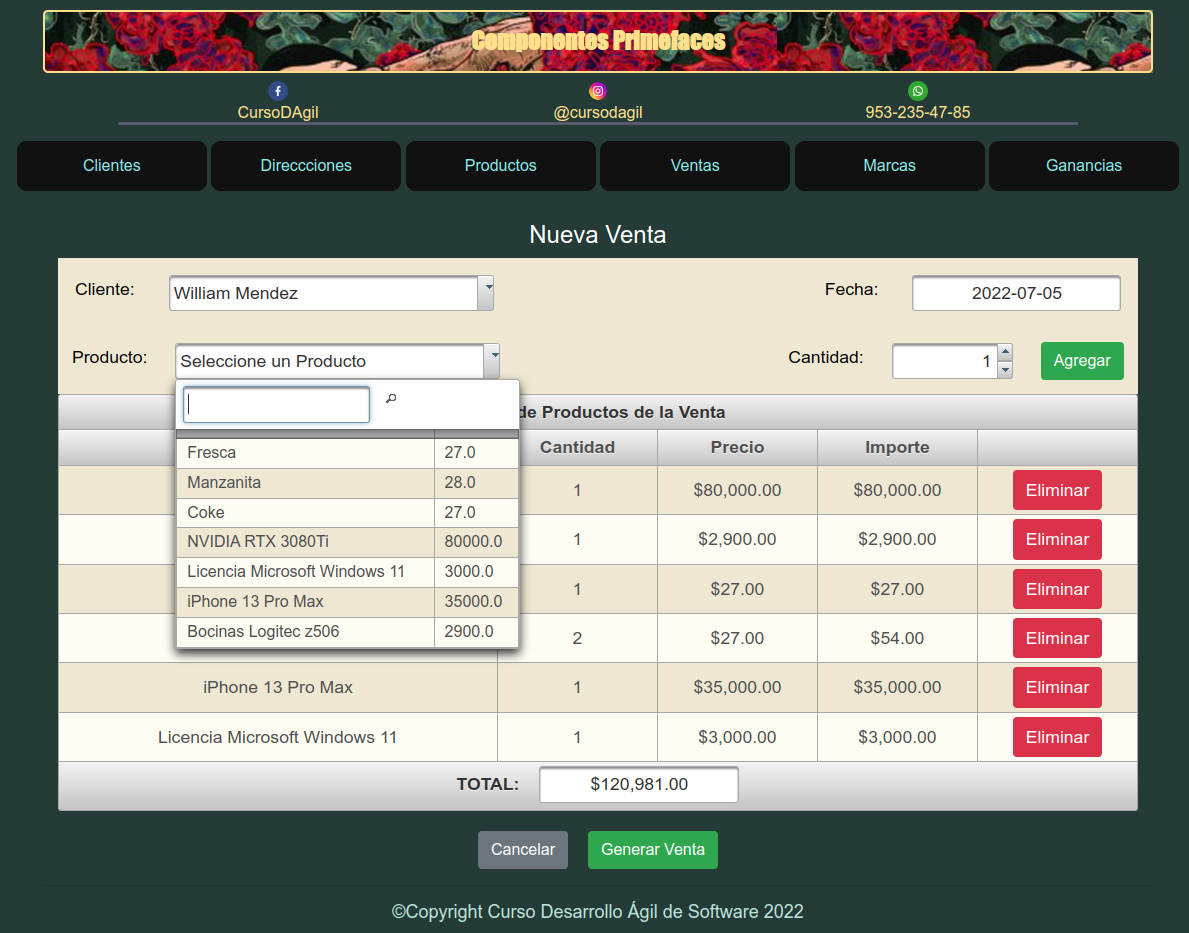 Componentes Primefaces
CursoDAgil @cursodagil 953-235-47-85
Clientes Direccciones Productos Ventas Marcas Ganancias
Nueva Venta
Cliente: William Mendez Fecha: 2022-07-05
Producto: Seleccione un Producto Cantidad: 1 Agregar
de Productos de la Venta
Cantidad Precio Importe
Fresca 27.0
Manzanita 28.0
Coke 27.0
NVIDIA RTX 3080Ti 80000.0
Licencia Microsoft Windows 11 3000.0
iPhone 13 Pro Max 35000.0
Bocinas Logitec z506 2900.0
1 $80,000.00 $80,000.00 Eliminar
1 $2,900.00 $2,900.00 Eliminar
1 $27.00 $27.00 Eliminar
2 $27.00 $54.00 Eliminar
iPhone 13 Pro Max 1 $35,000.00 $35,000.00 Eliminar
Licencia Microsoft Windows 11 1 $3,000.00 $3,000.00 Eliminar
TOTAL: $120,981.00
Cancelar Generar Venta
©Copyright Curso Desarrollo Ágil de Software 2022